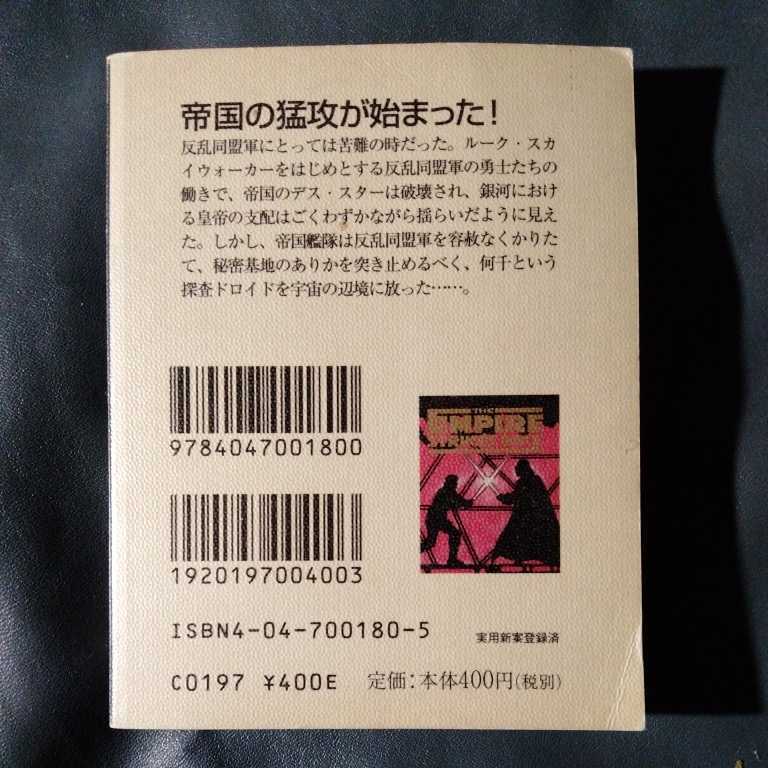 帝国の猛攻が始まった！
反乱同盟軍にとっては苦難の時だった。ルーク・スカ
イウォーカーをはじめとする反乱同盟軍の勇士たちの
働きで、帝国のデス・スターは破壊され、銀河におけ
る皇帝の支配はごくわずかながら揺らいだように見え
た。しかし、帝国艦隊は反乱同盟軍を容赦なくかりた
て、秘密基地のありかを突き止めるべく、何千という
探査ドロイドを宇宙の辺境に放った……。
9784047001800
THE
EMPIRE
1920197004003
ISBN4-04-700180-5
実用新案登録済
C0197 ¥400E
定価：本体400円（税別）